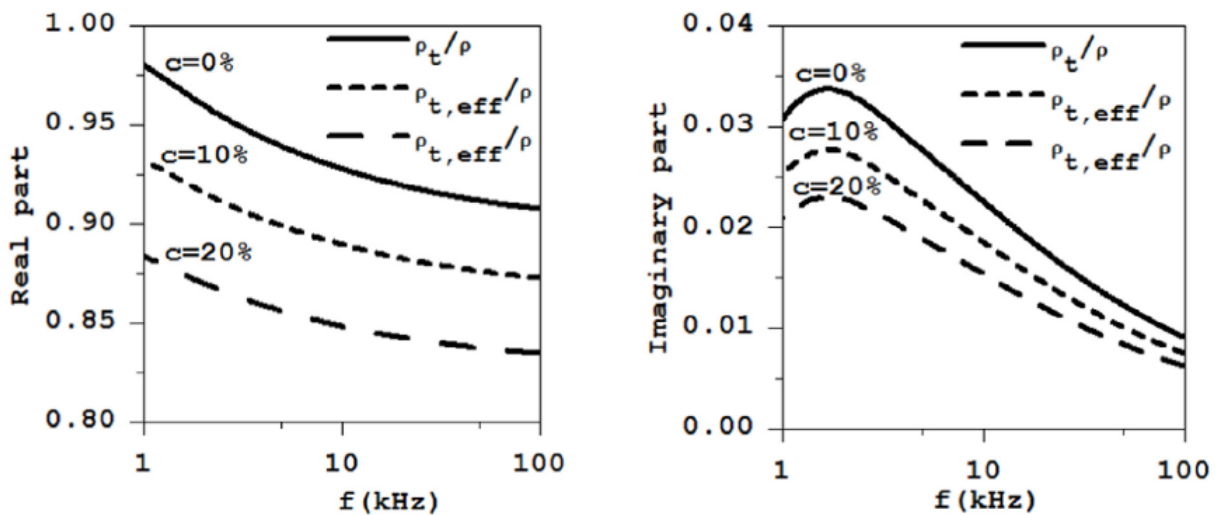 1.00
0.95
0.90
0.85
0.80
Real part
c=0%
c=10%
c=20%
ρt/ρ
ρt,eff/ρ
ρt,eff/ρ
1 10 100
f(kHz)
0.04
0.03
0.02
0.01
0.00
Imaginary part
c=0%
c=10%
c=20%
ρt/ρ
ρt,eff/ρ
ρt,eff/ρ
1 10 100
f(kHz)